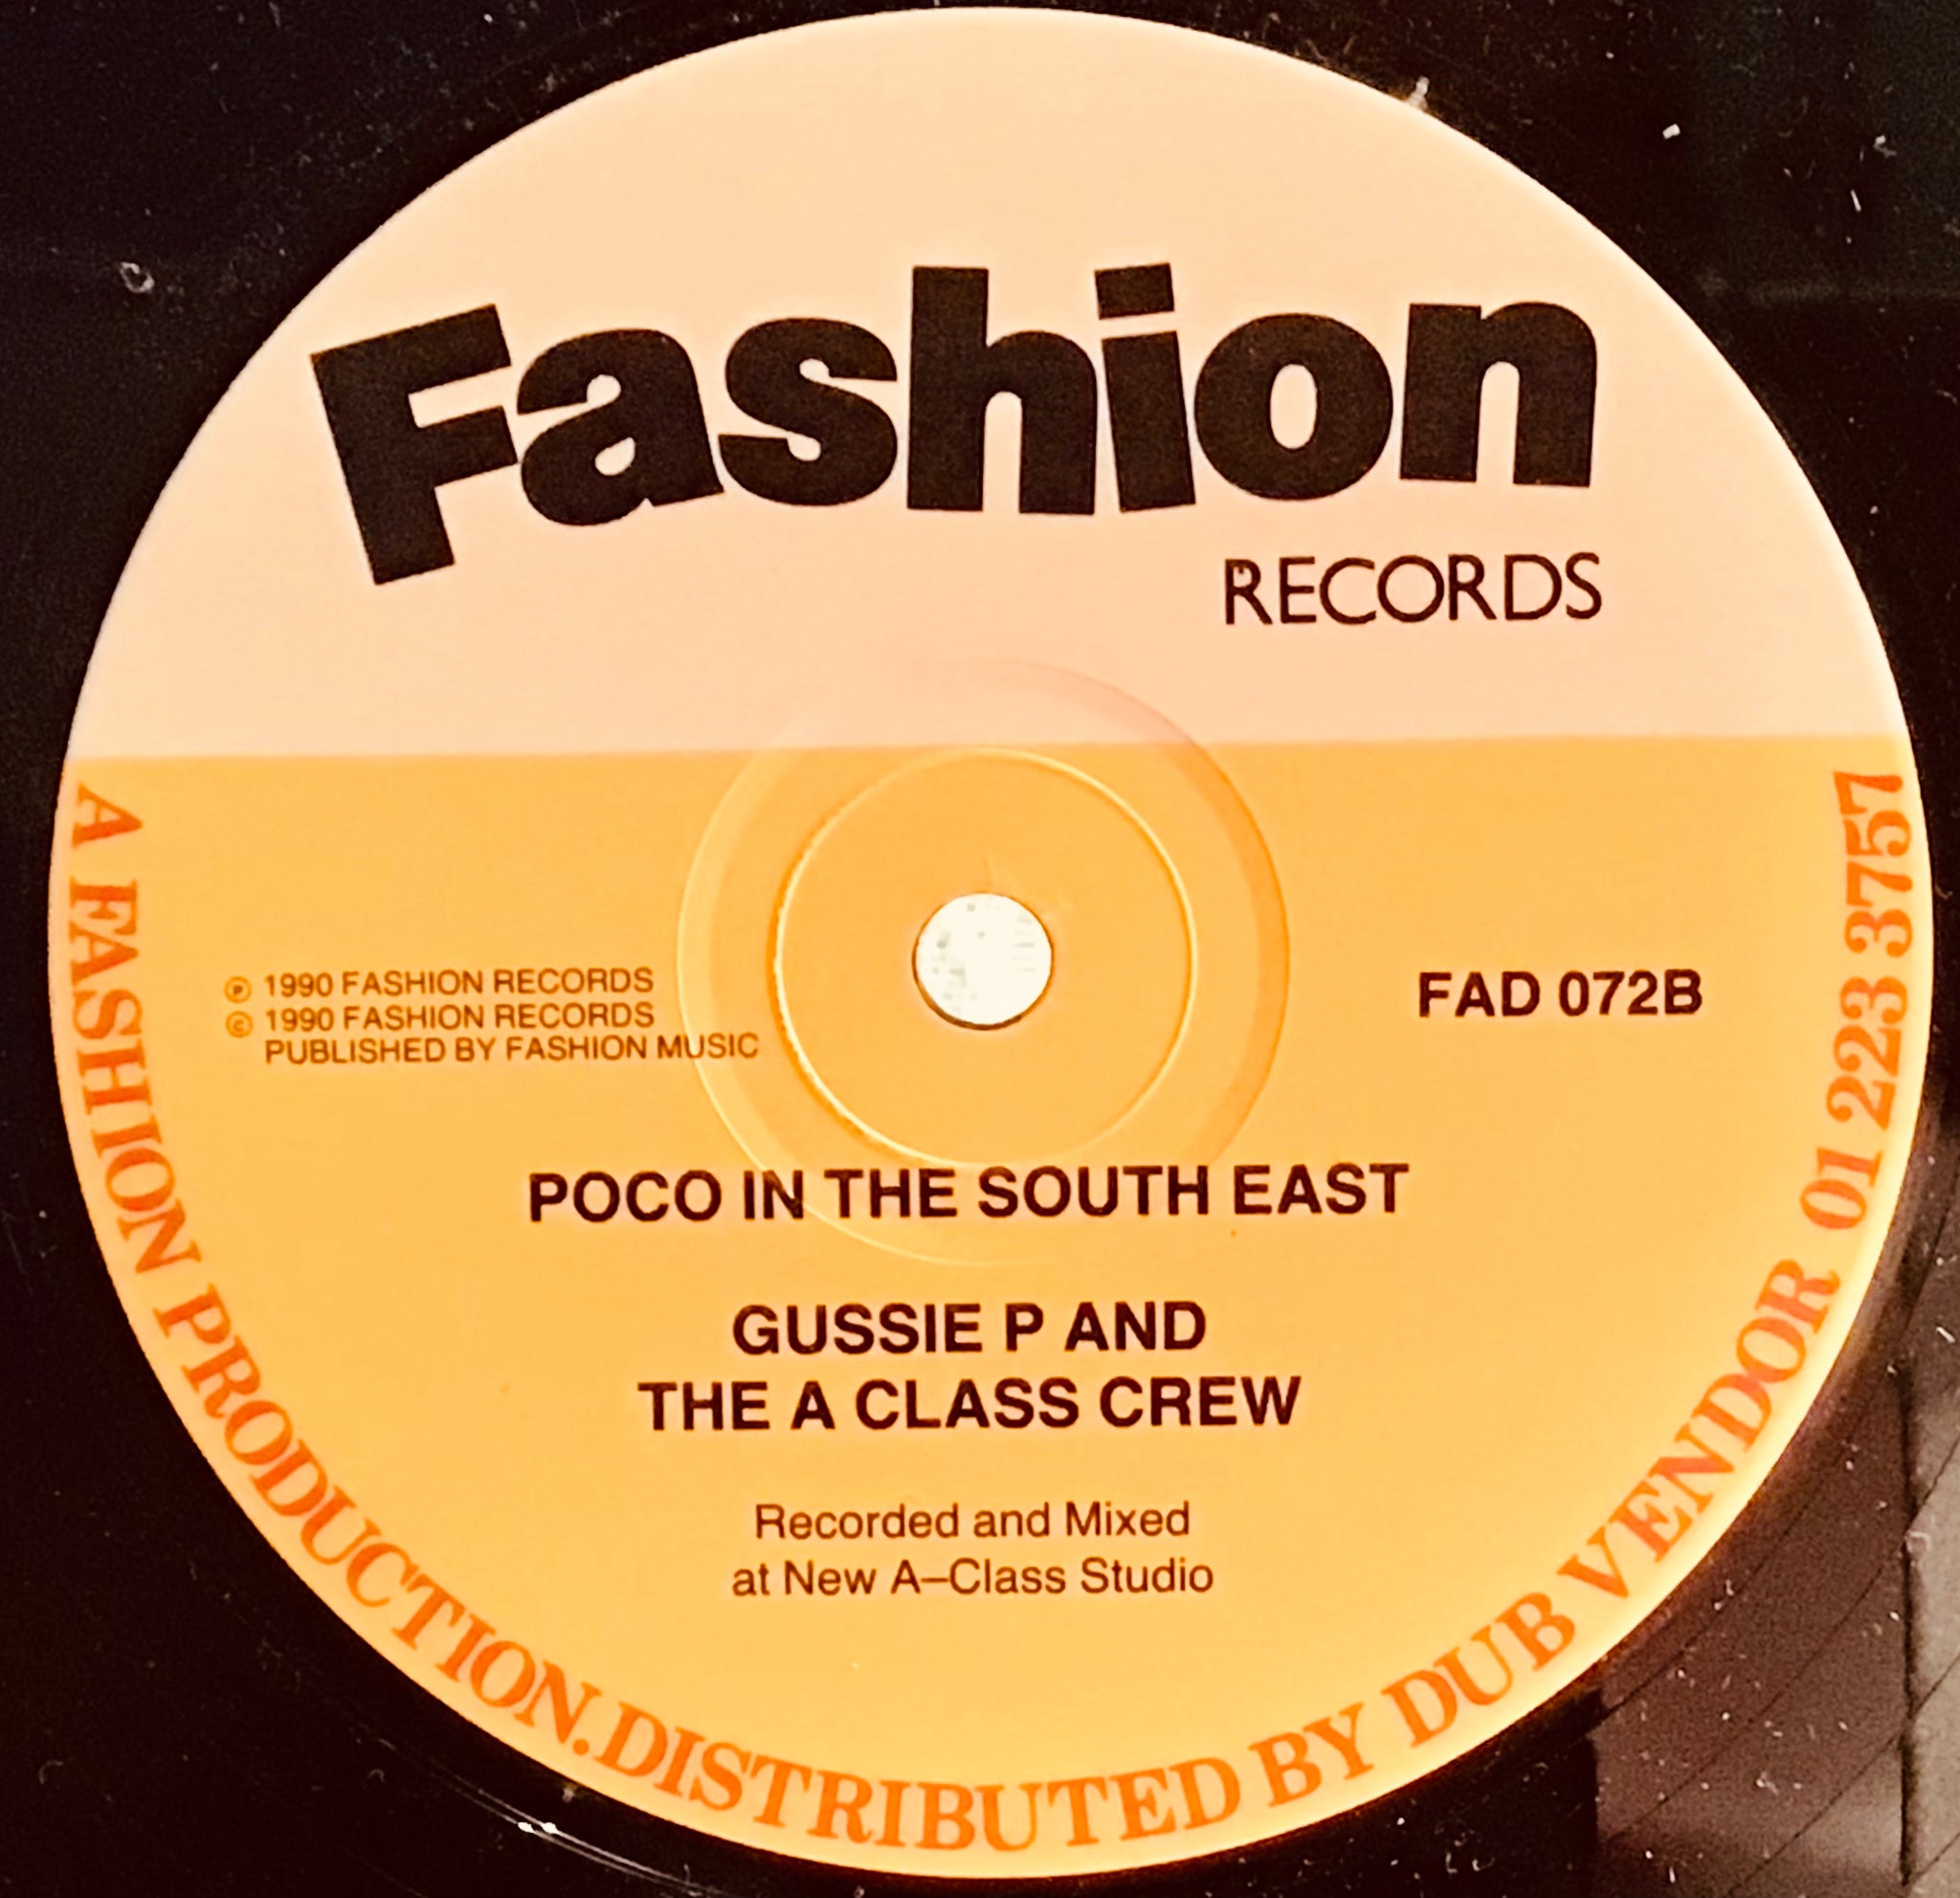 Fashion
RECORDS
℗ 1990 FASHION RECORDS
© 1990 FASHION RECORDS
PUBLISHED BY FASHION MUSIC
FAD 072B
POCO IN THE SOUTH EAST
GUSSIE P AND
THE A CLASS CREW
Recorded and Mixed
at New A–Class Studio
A FASHION PRODUCTION.DISTRIBUTED BY DUB VENDOR 01 223 3757